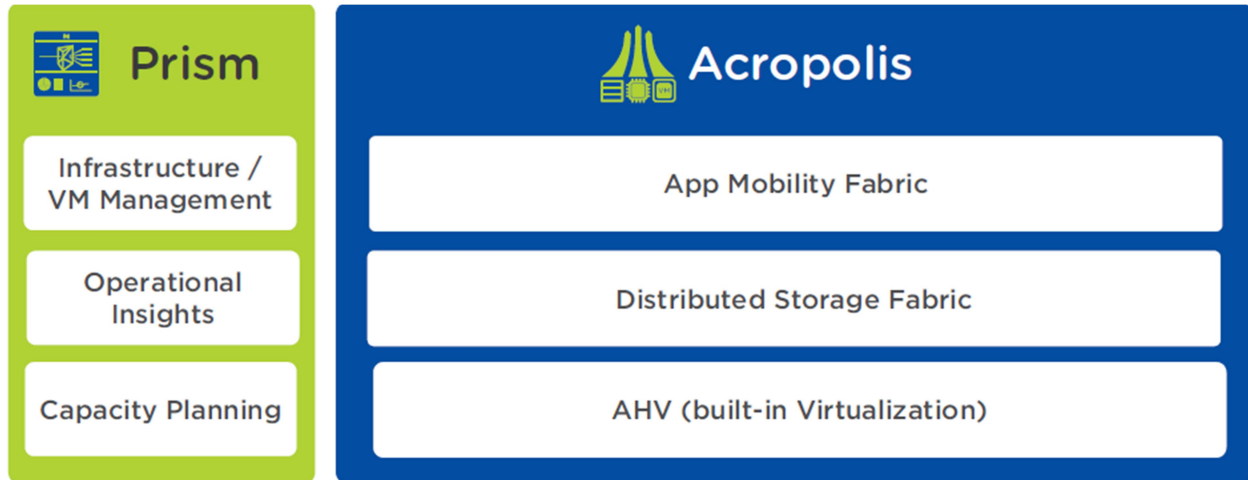 Prism
Infrastructure /
VM Management
Operational
Insights
Capacity Planning
Acropolis
VM
App Mobility Fabric
Distributed Storage Fabric
AHV (built-in Virtualization)